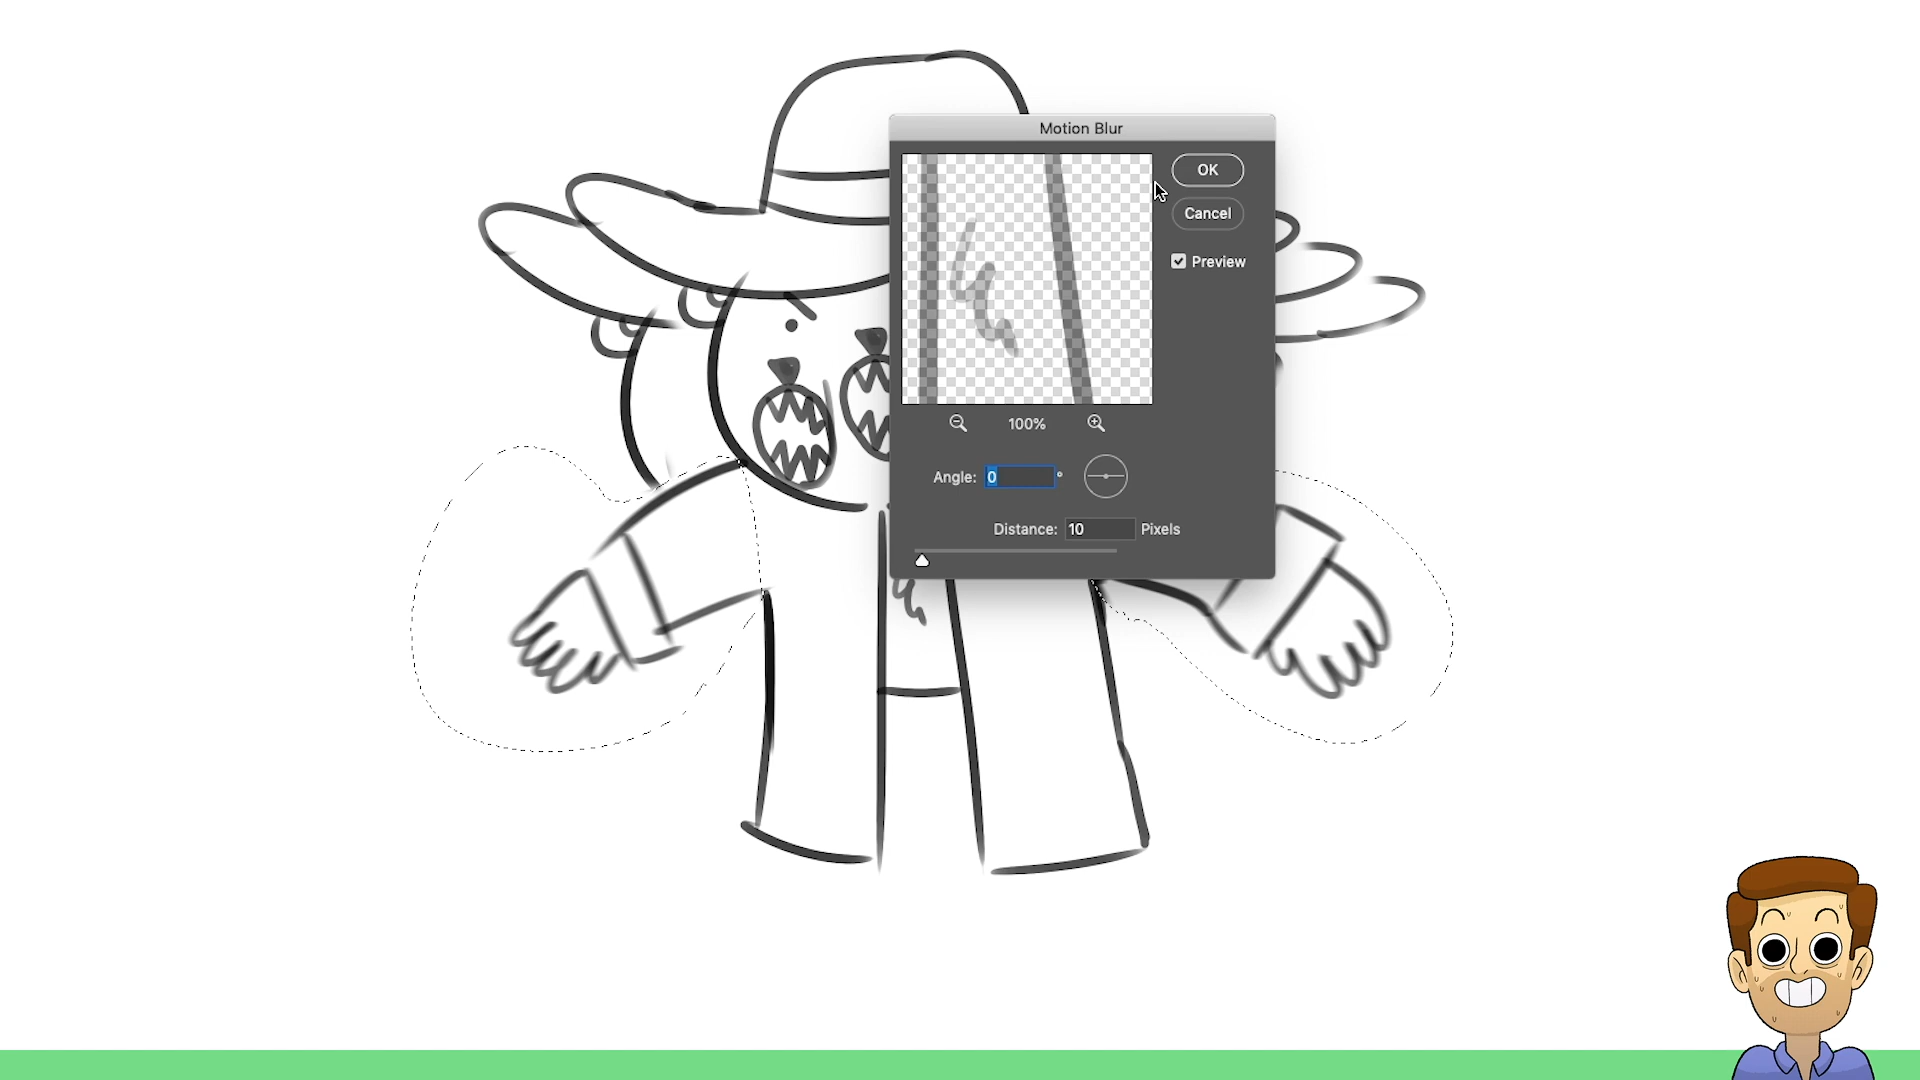 Motion Blur
OK
Cancel
Preview
100%
Angle: 0 °
Distance: 10 Pixels